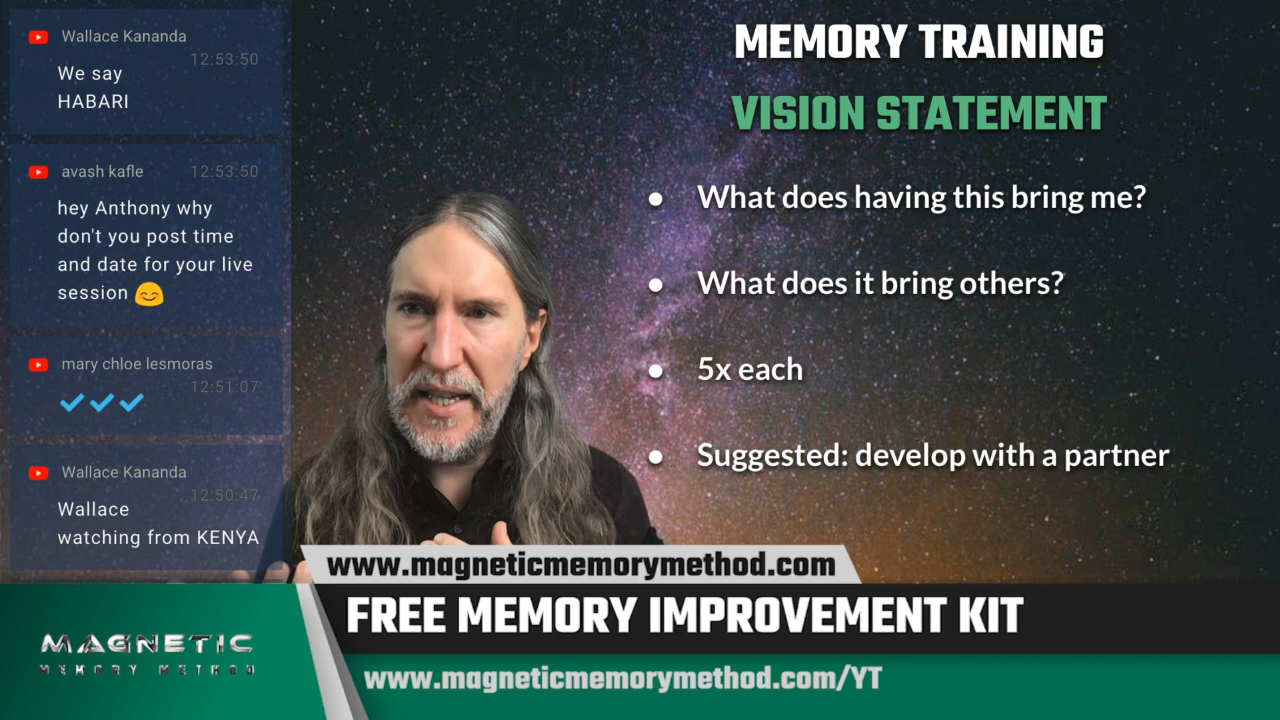 Wallace Kananda
12:53:50
We say
HABARI
avash kafle 12:53:50
hey Anthony why
don't you post time
and date for your live
session 😊
mary chloe lesmoras
12:51:07
✔✔✔
Wallace Kananda
12:50:47
Wallace
watching from KENYA
MEMORY TRAINING
VISION STATEMENT
• What does having this bring me?
• What does it bring others?
• 5x each
• Suggested: develop with a partner
www.magneticmemorymethod.com
FREE MEMORY IMPROVEMENT KIT
www.magneticmemorymethod.com/YT
MAGNETIC
MEMORY METHOD